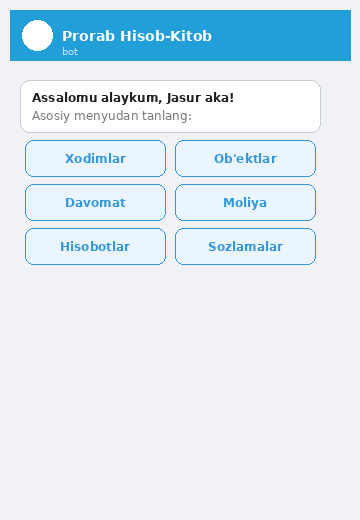 Prorab Hisob-Kitob
bot
Assalomu alaykum, Jasur aka!
Asosiy menyudan tanlang:
Xodimlar
Ob'ektlar
Davomat
Moliya
Hisobotlar
Sozlamalar